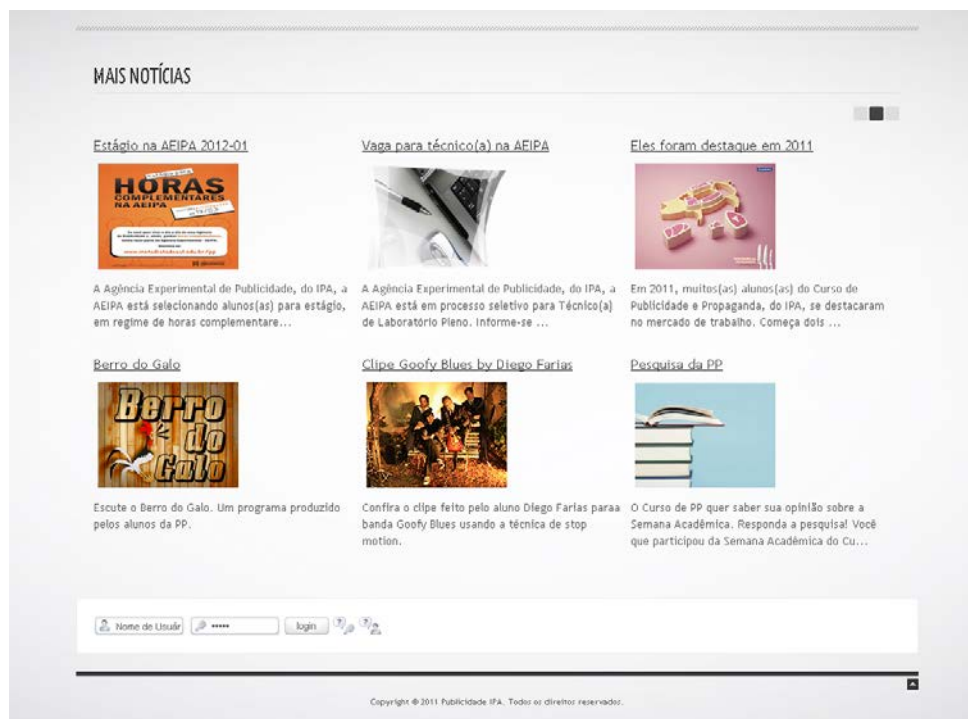 MAIS NOTÍCIAS
Estágio na AEIPA 2012-01
HORAS
COMPLEMENTARES
NA AEIPA
A Agência Experimental de Publicidade, do IPA, a
AEIPA está selecionando alunos(as) para estágio,
em regime de horas complementare...
Vaga para técnico(a) na AEIPA
A Agência Experimental de Publicidade, do IPA, a
AEIPA está em processo seletivo para Técnico(a)
de Laboratório Pleno. Informe-se ...
Eles foram destaque em 2011
Em 2011, muitos(as) alunos(as) do Curso de
Publicidade e Propaganda, do IPA, se destacaram
no mercado de trabalho. Começa dois ...
Berro do Galo
Berro
do
Galo
Escute o Berro do Galo. Um programa produzido
pelos alunos da PP.
Clipe Goofy Blues by Diego Farias
Confira o clipe feito pelo aluno Diego Farias paraa
banda Goofy Blues usando a técnica de stop
motion.
Pesquisa da PP
O Curso de PP quer saber sua opinião sobre a
Semana Acadêmica. Responda a pesquisa! Você
que participou da Semana Acadêmica do Cu...
Nome de Usuár
•••••
login
Copyright © 2011 Publicidade IPA. Todos os direitos reservados.